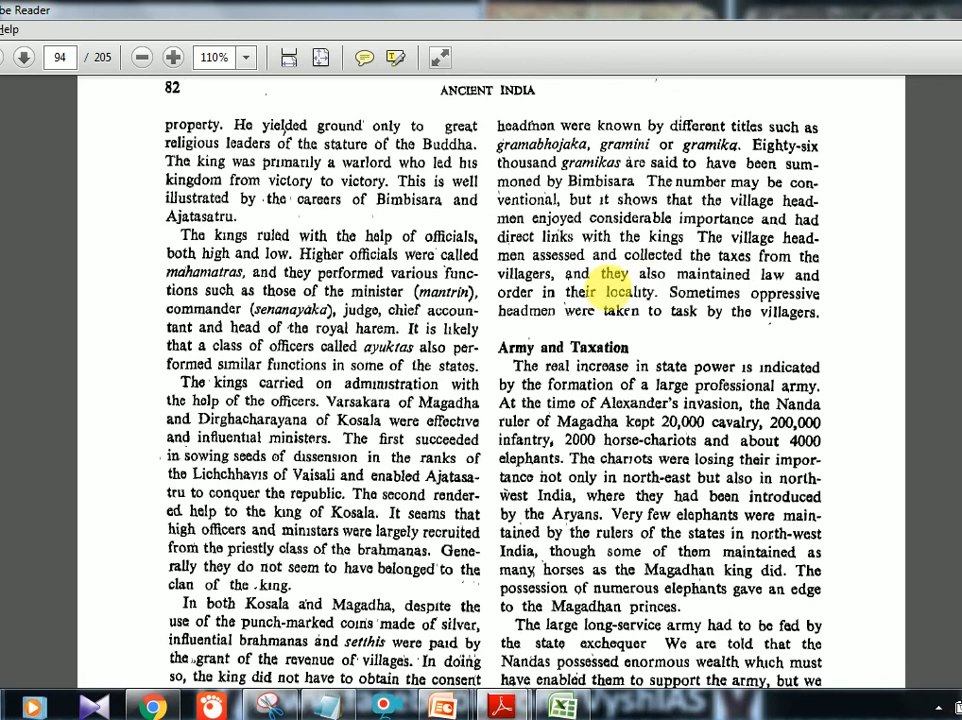 be Reader
Help
94 / 205 110%
82
ANCIENT INDIA
property. He yielded ground only to great
religious leaders of the stature of the Buddha.
The king was primarily a warlord who led his
kingdom from victory to victory. This is well
illustrated by the careers of Bimbisara and
Ajatasatru.
The kings ruled with the help of officials,
both high and low. Higher officials were called
mahamatras, and they performed various func-
tions such as those of the minister (mantrin),
commander (senanayaka), judge, chief accoun-
tant and head of the royal harem. It is likely
that a class of officers called ayuktas also per-
formed similar functions in some of the states.
The kings carried on administration with
the help of the officers. Varsakara of Magadha
and Dirghacharayana of Kosala were effective
and influential ministers. The first succeeded
in sowing seeds of dissension in the ranks of
the Lichchhavis of Vaisali and enabled Ajatasa-
tru to conquer the republic. The second render-
ed help to the king of Kosala. It seems that
high officers and ministers were largely recruited
from the priestly class of the brahmanas. Gene-
rally they do not seem to have belonged to the
clan of the king.
In both Kosala and Magadha, despite the
use of the punch-marked coins made of silver,
influential brahmanas and setthis were paid by
the grant of the revenue of villages. In doing
so, the king did not have to obtain the consent
headmen were known by different titles such as
gramabhojaka, gramini or gramika. Eighty-six
thousand gramikas are said to have been sum-
moned by Bimbisara The number may be con-
ventional, but it shows that the village head-
men enjoyed considerable importance and had
direct links with the kings The village head-
men assessed and collected the taxes from the
villagers, and they also maintained law and
order in their locality. Sometimes oppressive
headmen were taken to task by the villagers.
Army and Taxation
The real increase in state power is indicated
by the formation of a large professional army.
At the time of Alexander's invasion, the Nanda
ruler of Magadha kept 20,000 cavalry, 200,000
infantry, 2000 horse-chariots and about 4000
elephants. The chariots were losing their impor-
tance not only in north-east but also in north-
west India, where they had been introduced
by the Aryans. Very few elephants were main-
tained by the rulers of the states in north-west
India, though some of them maintained as
many horses as the Magadhan king did. The
possession of numerous elephants gave an edge
to the Magadhan princes.
The large long-service army had to be fed by
the state exchequer We are told that the
Nandas possessed enormous wealth which must
have enabled them to support the army, but we